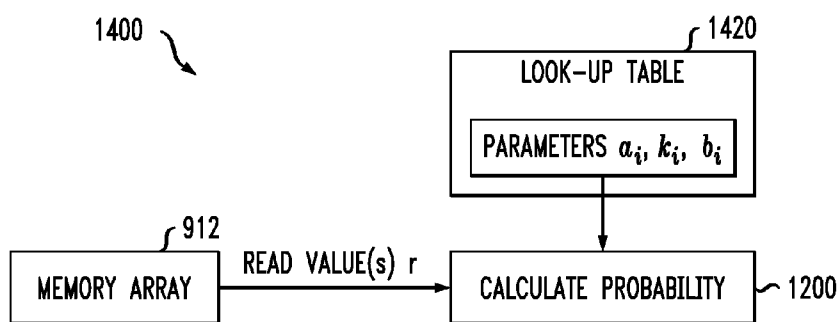 1400
1420
LOOK-UP TABLE
PARAMETERS a_i, k_i, b_i
912
MEMORY ARRAY
READ VALUE(s) r
CALCULATE PROBABILITY
1200